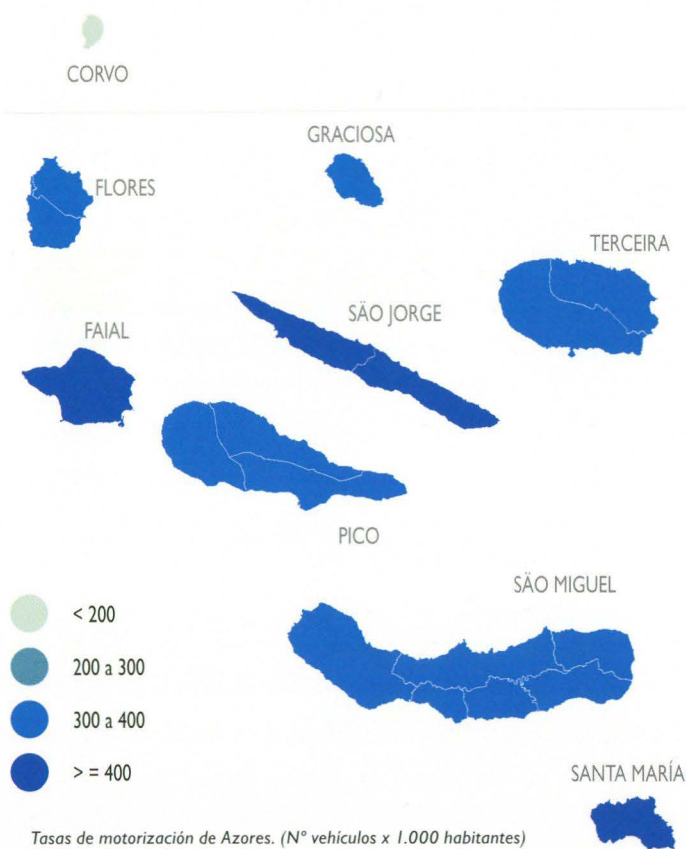 CORVO
GRACIOSA
FLORES
TERCEIRA
SÄO JORGE
FAIAL
PICO
SÄO MIGUEL
< 200
200 a 300
300 a 400
> = 400
SANTA MARÍA
Tasas de motorización de Azores. (N° vehículos x 1.000 habitantes)